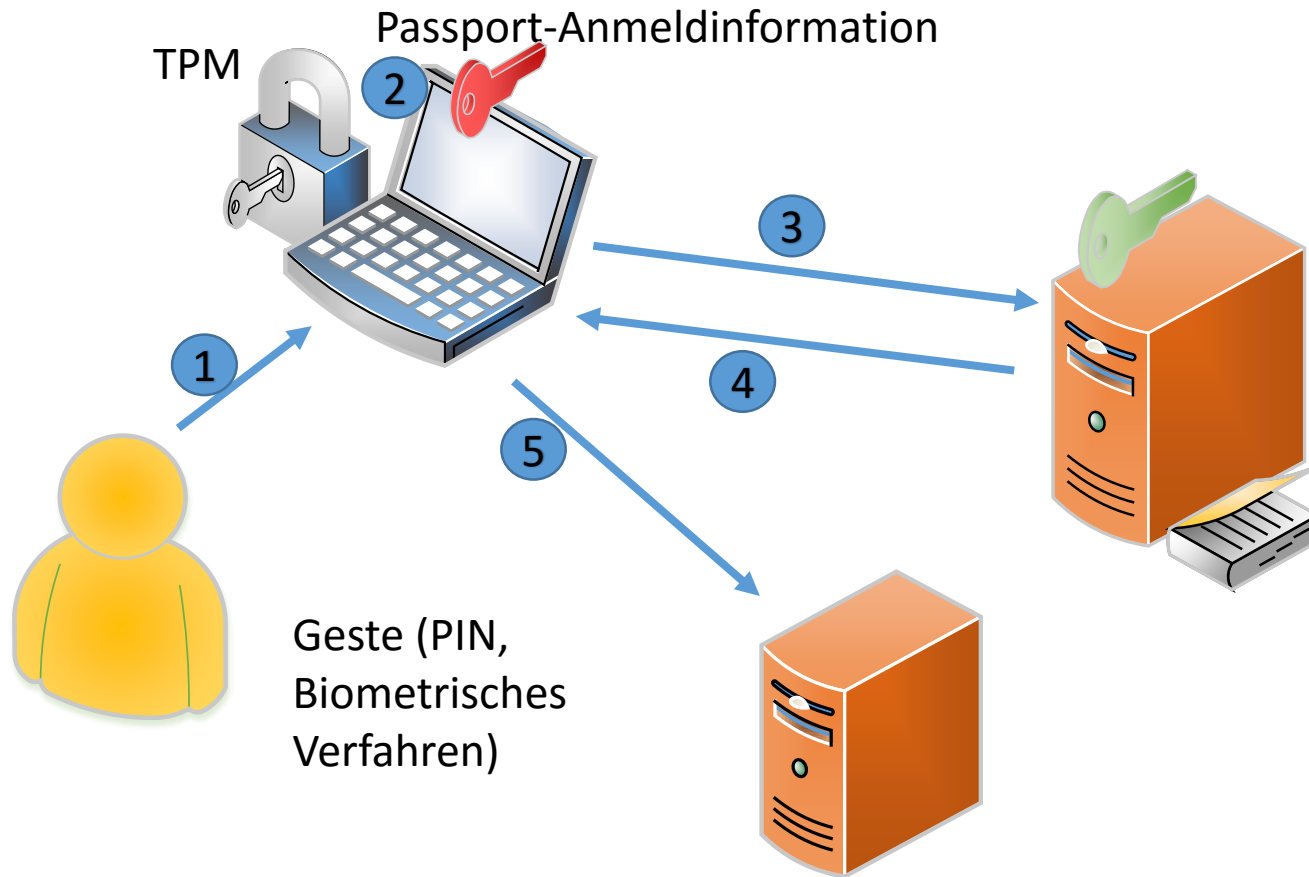 Passport-Anmeldinformation
TPM
2
3
1
4
5
Geste (PIN,
Biometrisches
Verfahren)